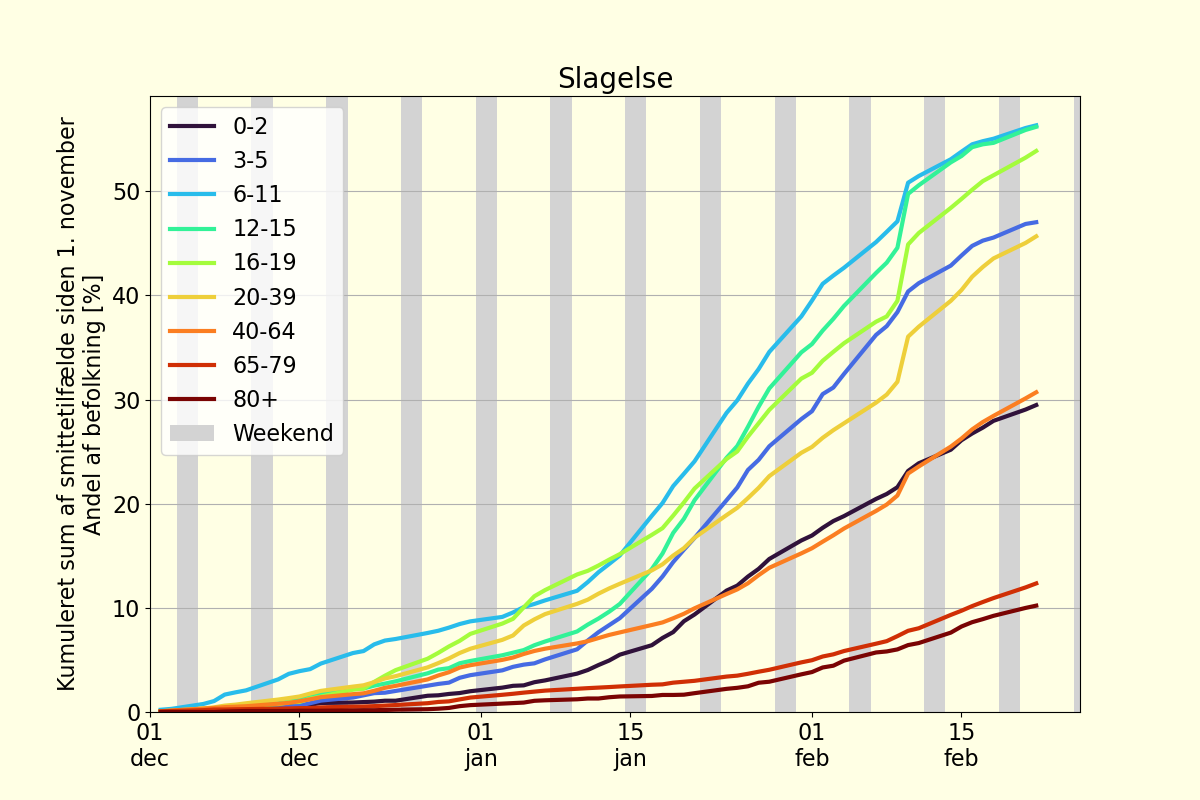 Slagelse
Kumuleret sum af smittetilfælde siden 1. november
Andel af befolkning [%]
0-2
3-5
6-11
12-15
16-19
20-39
40-64
65-79
80+
Weekend
50
40
30
20
10
0
01 15 01 15 01 15
dec dec jan jan feb feb